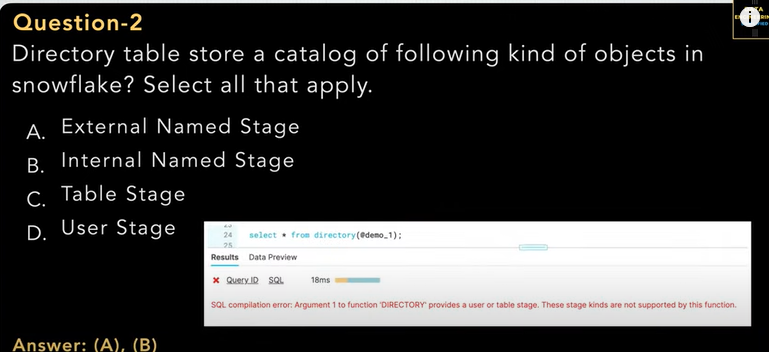 Question-2
Directory table store a catalog of following kind of objects in
snowflake? Select all that apply.
A. External Named Stage
B. Internal Named Stage
C. Table Stage
D. User Stage
24 select * from directory(@demo_1);
25
Results Data Preview
Query ID SQL 18ms
SQL compilation error: Argument 1 to function 'DIRECTORY' provides a user or table stage. These stage kinds are not supported by this function.
Answer: (A), (B)